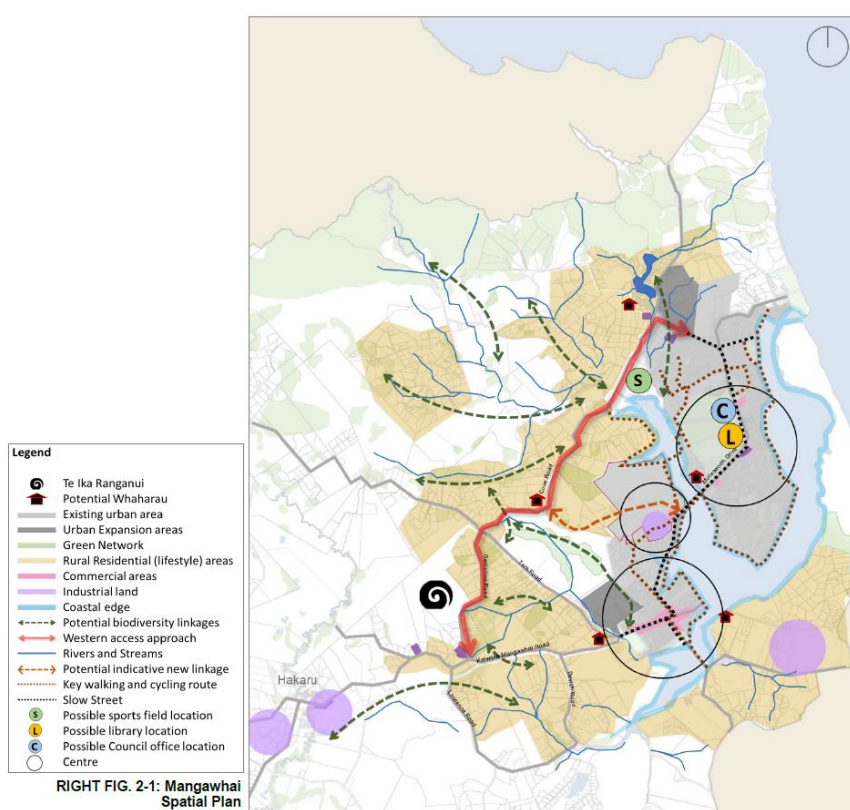 Legend
Te Ika Ranganui
Potential Whaharau
Existing urban area
Urban Expansion areas
Green Network
Rural Residential (lifestyle) areas
Commercial areas
Industrial land
Coastal edge
Potential biodiversity linkages
Western access approach
Rivers and Streams
Potential indicative new linkage
Key walking and cycling route
Slow Street
S Possible sports field location
L Possible library location
C Possible Council office location
Centre
RIGHT FIG. 2-1: Mangawhai
Spatial Plan
S
C
L
Cove Road
Tara Road
Kaiwaka Mangawhai Road
Hakaru
Lawrence Road